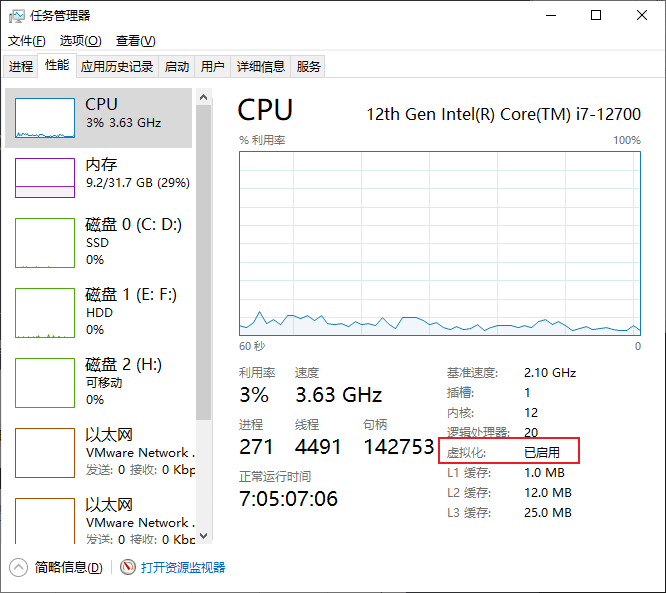 任务管理器
文件(F) 选项(O) 查看(V)
进程 性能 应用历史记录 启动 用户 详细信息 服务
CPU
3% 3.63 GHz
内存
9.2/31.7 GB (29%)
磁盘 0 (C: D:)
SSD
0%
磁盘 1 (E: F:)
HDD
0%
磁盘 2 (H:)
可移动
0%
以太网
VMware Network .
发送: 0 接收: 0 Kbp
以太网
VMware Network .
发送: 0 接收: 0 Kbp
CPU 12th Gen Intel(R) Core(TM) i7-12700
% 利用率 100%
60 秒 0
利用率 速度
3% 3.63 GHz
进程 线程 句柄
271 4491 142753
正常运行时间
7:05:07:06
基准速度: 2.10 GHz
插槽: 1
内核: 12
逻辑处理器: 20
虚拟化: 已启用
L1 缓存: 1.0 MB
L2 缓存: 12.0 MB
L3 缓存: 25.0 MB
简略信息(D) 打开资源监视器